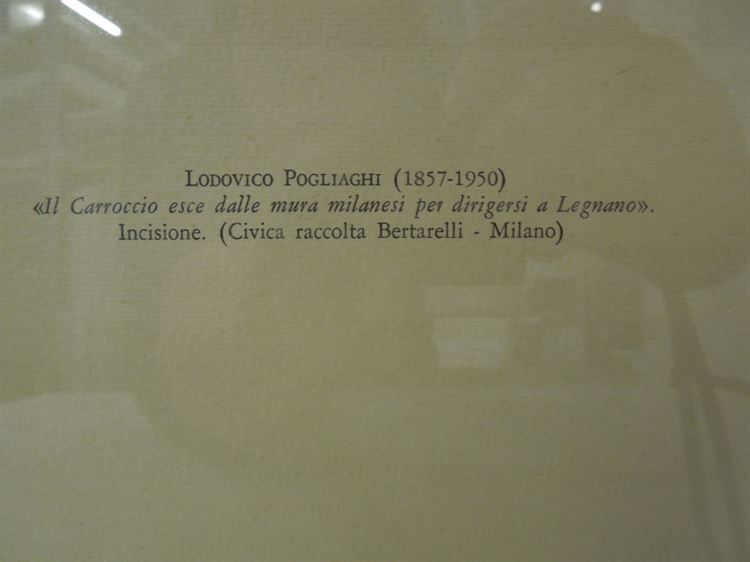 LODOVICO POGLIAGHI (1857-1950)
«Il Carroccio esce dalle mura milanesi per dirigersi a Legnano».
Incisione. (Civica raccolta Bertarelli - Milano)